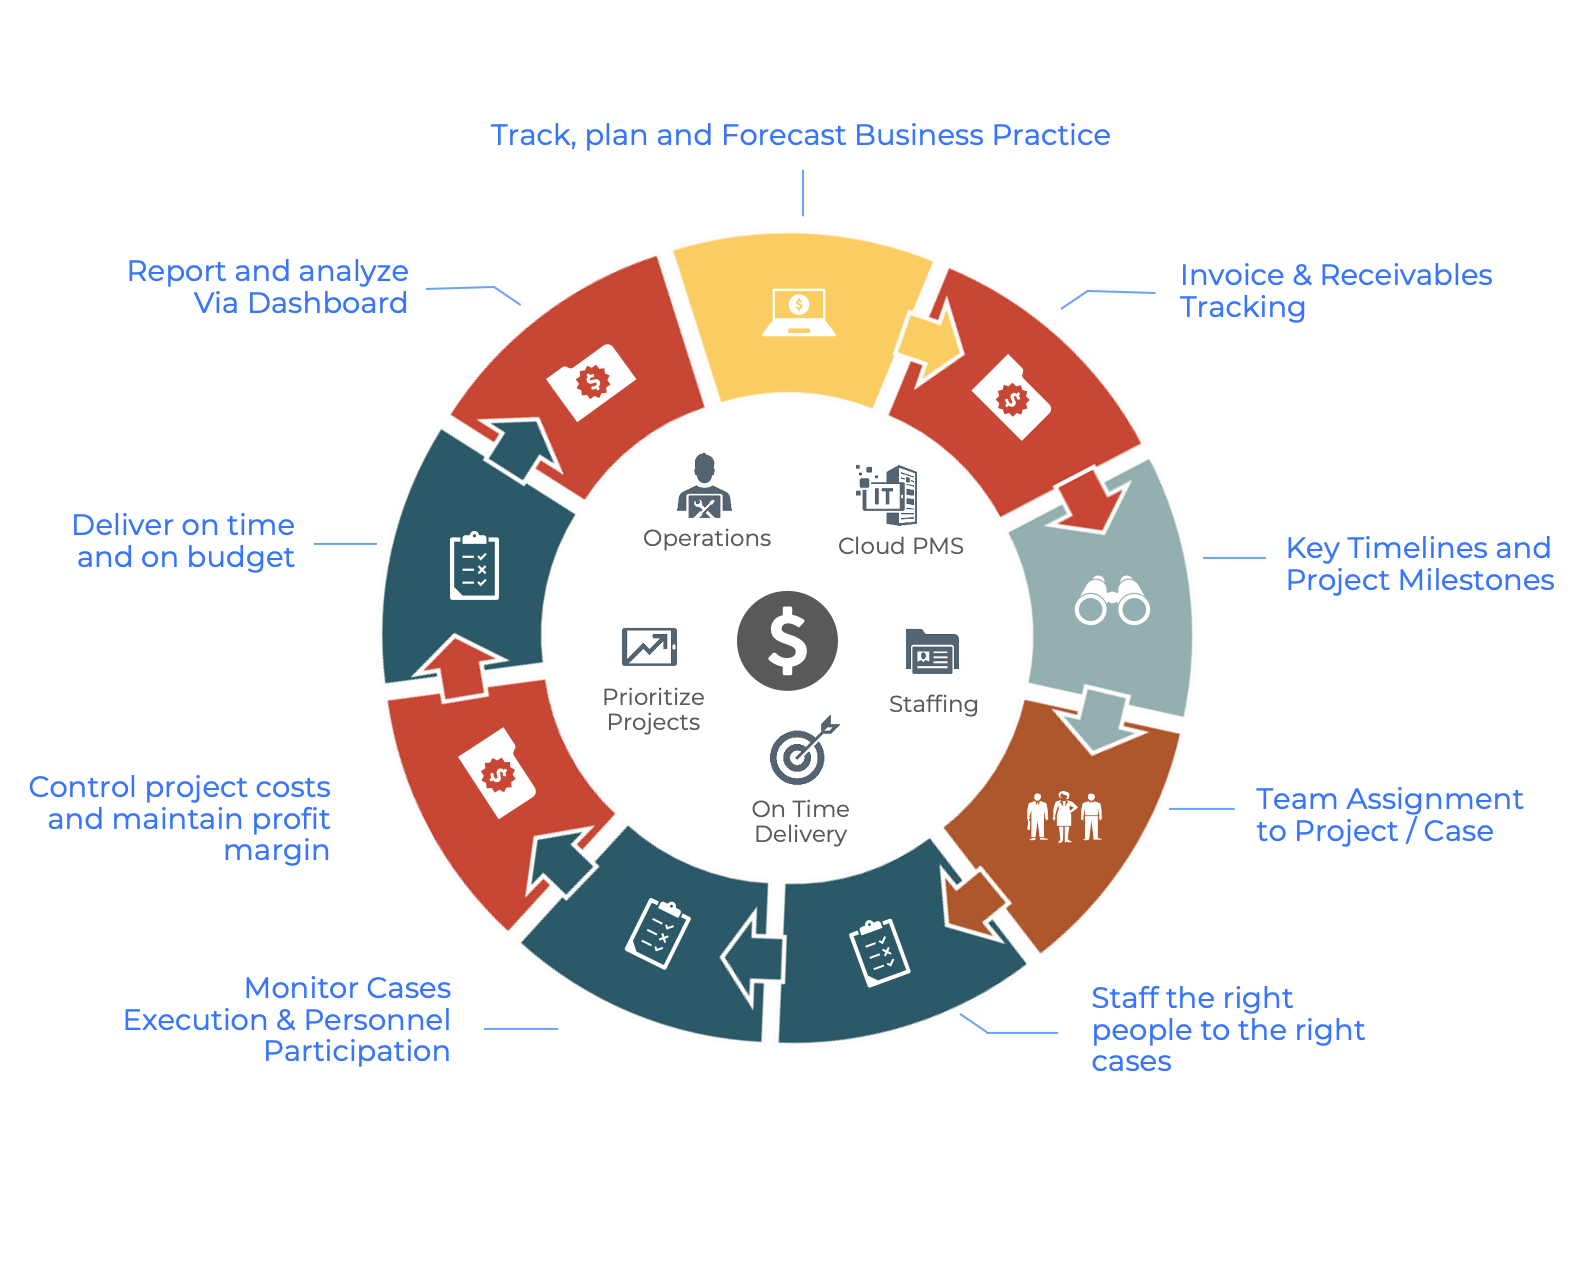 Track, plan and Forecast Business Practice
Report and analyze
Via Dashboard
Invoice & Receivables
Tracking
Operations
IT
Cloud PMS
Deliver on time
and on budget
Key Timelines and
Project Milestones
$
Prioritize
Projects
Staffing
Control project costs
and maintain profit
margin
On Time
Delivery
Team Assignment
to Project / Case
Monitor Cases
Execution & Personnel
Participation
Staff the right
people to the right
cases